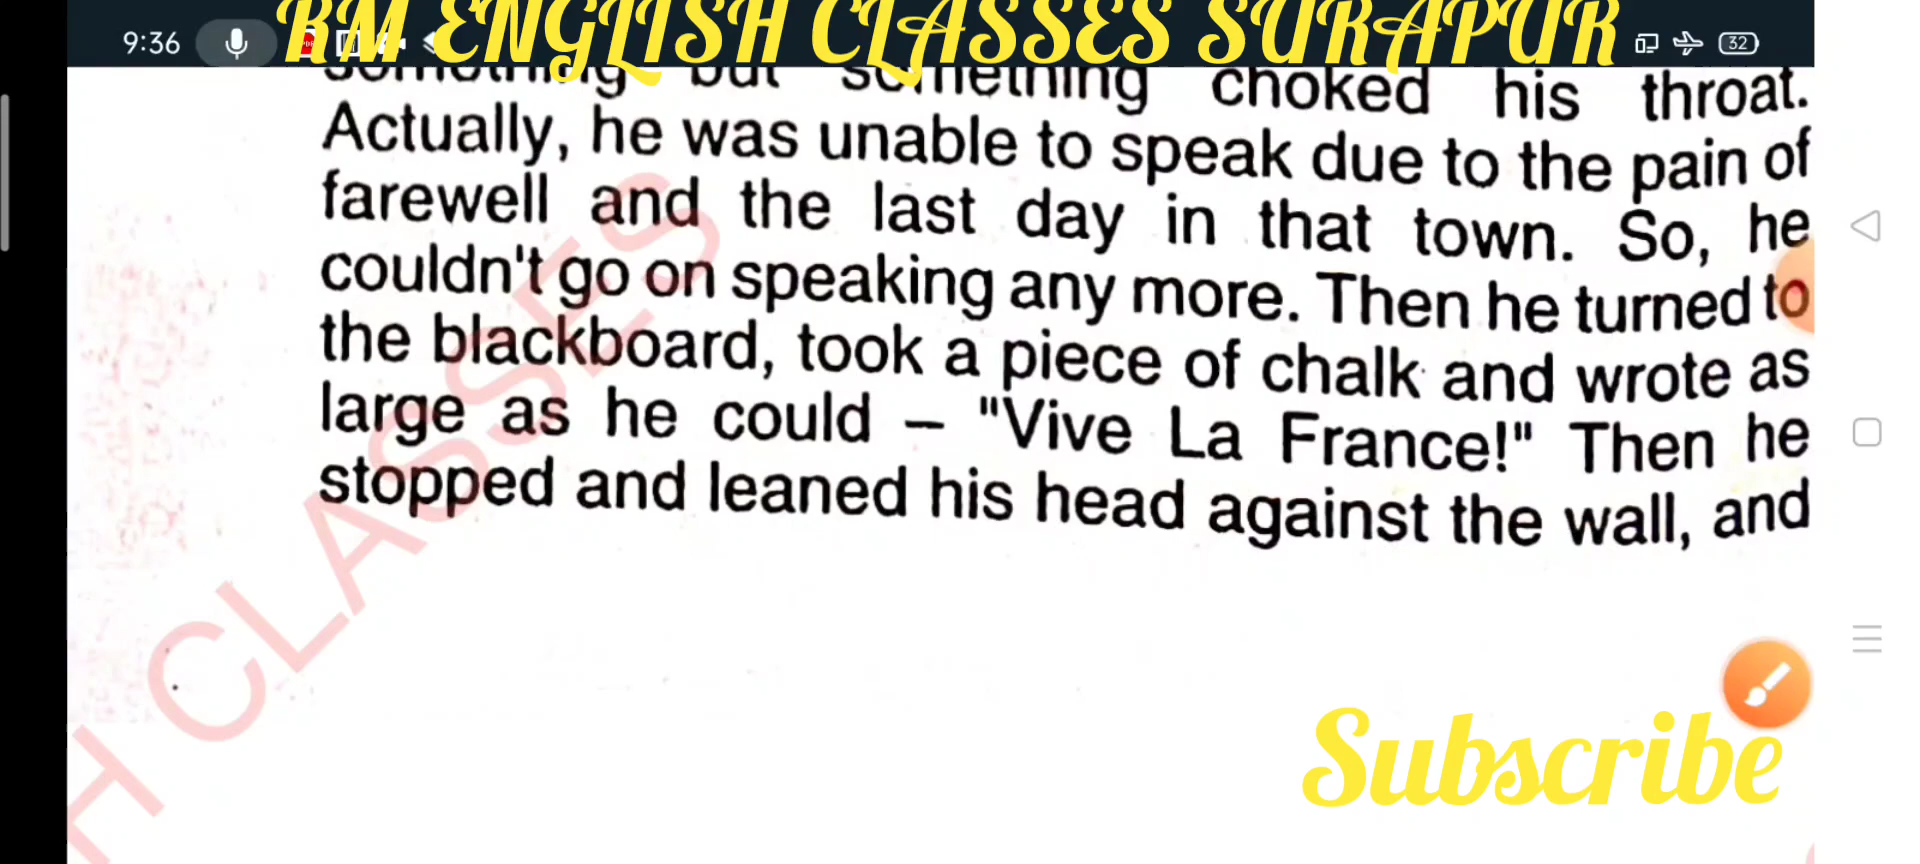 RM ENGLISH CLASSES SURAPUR
9:36
32
something but something choked his throat.
Actually, he was unable to speak due to the pain of
farewell and the last day in that town. So, he
couldn't go on speaking any more. Then he turned to
the blackboard, took a piece of chalk and wrote as
large as he could – "Vive La France!" Then he
stopped and leaned his head against the wall, and
H CLASSES
Subscribe